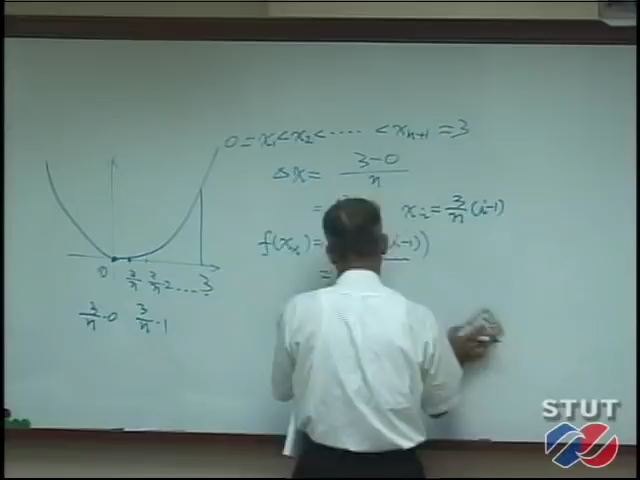 0 = x₁ < x₂ < ····· < xₙ₊₁ = 3
Δx = (3-0)/n
= xᵢ = 3/n (i-1)
f(xᵢ) = (i-1))
=
0 3/n 3/n·2 .... 3
3/n·0 3/n·1
STUT